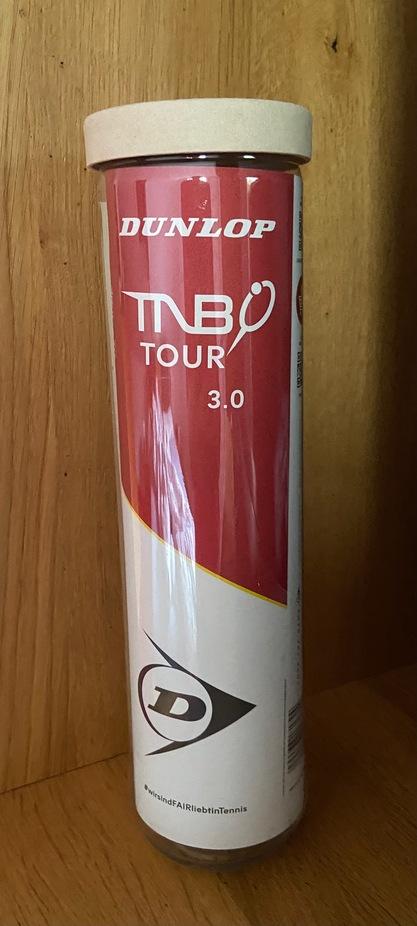 DUNLOP
TNB
TOUR
3.0
D
#wirsindFAIRliebtinTennis